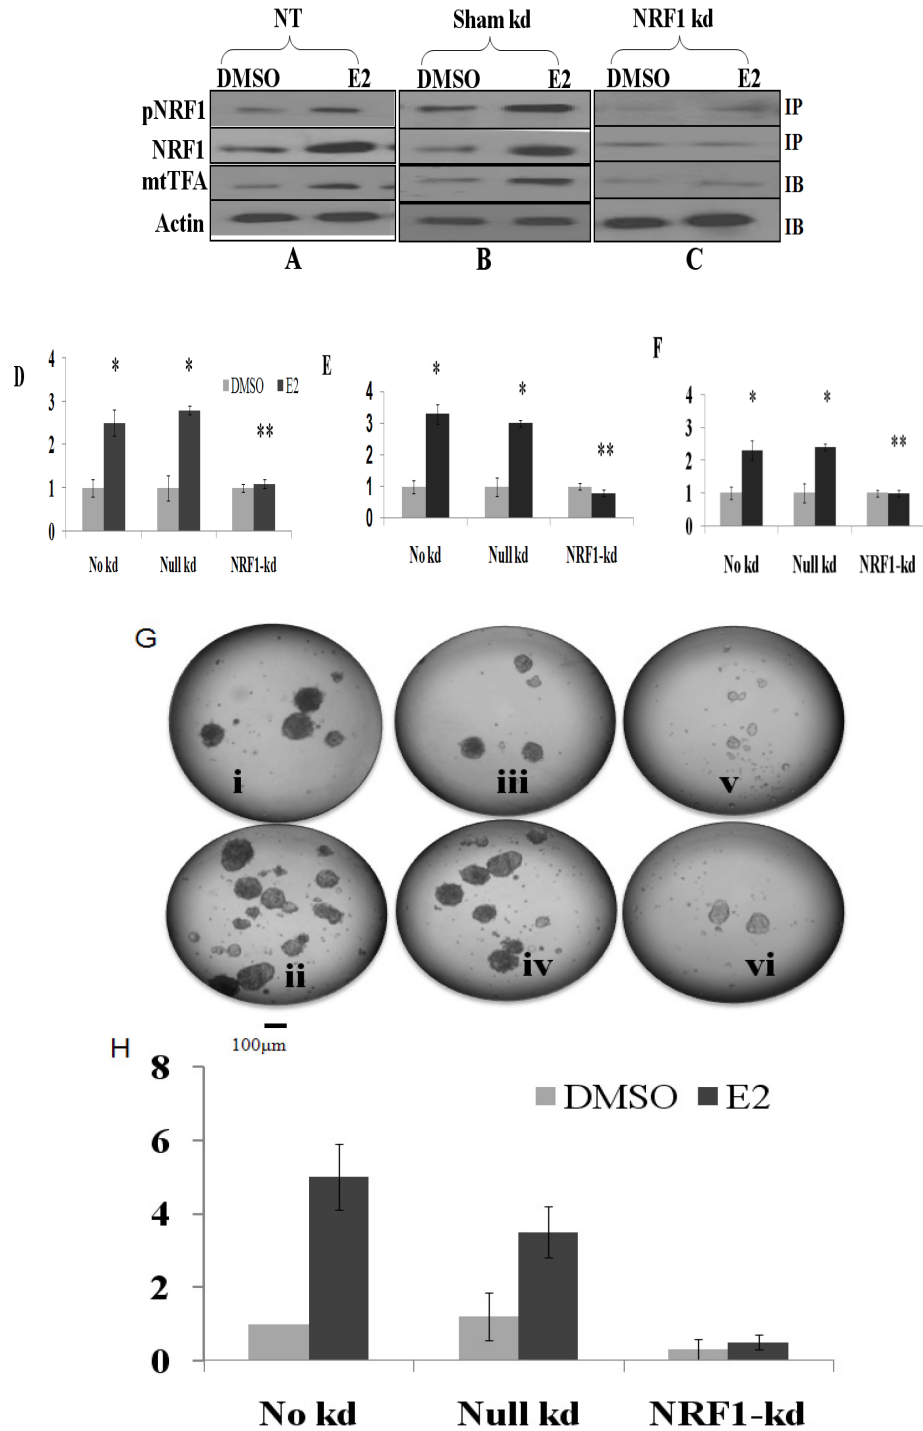 NT Sham kd NRF1 kd
DMSO E2 DMSO E2 DMSO E2
pNRF1 IP
NRF1 IP
mtTFA IB
Actin IB
A B C
D
4
3
2
1
0
* * **
DMSO E2
No kd Null kd NRF1-kd
E
4
3
2
1
0
* * **
No kd Null kd NRF1-kd
F
4
3
2
1
0
* * **
No kd Null kd NRF1-kd
G
i iii v
ii iv vi
100µm
H
8
6
4
2
0
DMSO E2
No kd Null kd NRF1-kd